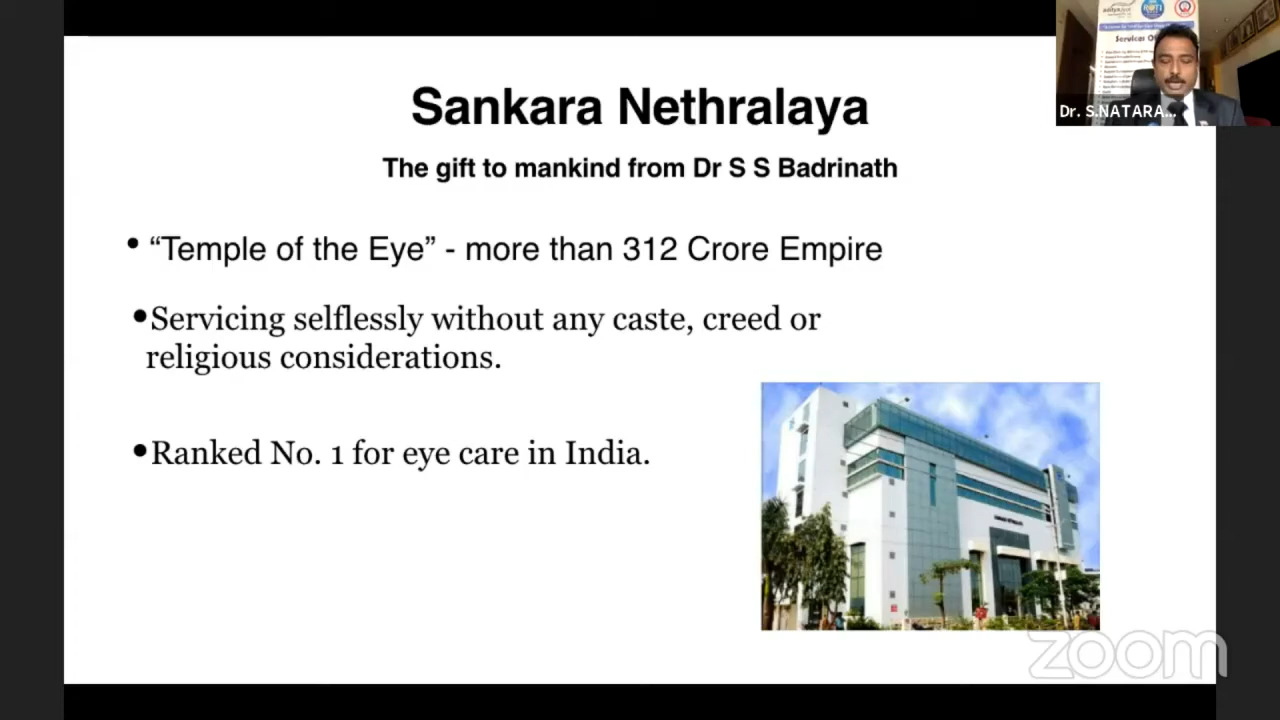 Sankara Nethralaya
The gift to mankind from Dr S S Badrinath
• “Temple of the Eye” - more than 312 Crore Empire
•Servicing selflessly without any caste, creed or
religious considerations.
•Ranked No. 1 for eye care in India.
Services
Dr. S.NATARA...
zoom